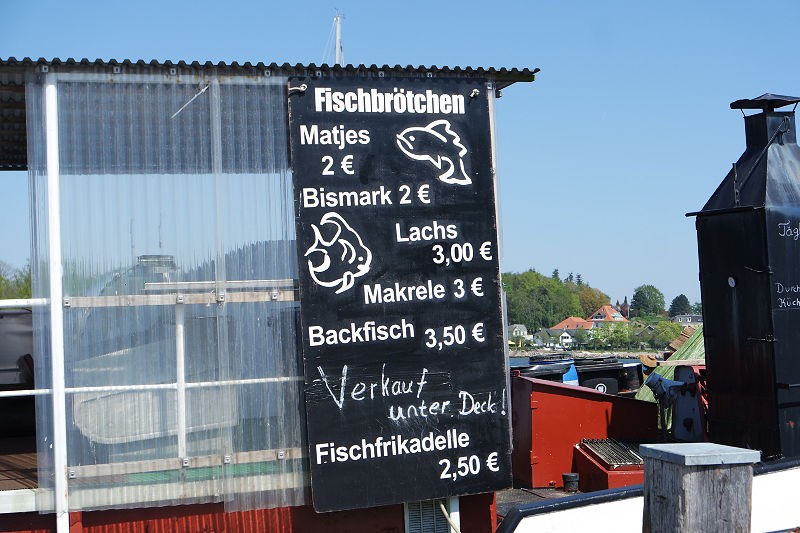 Fischbrötchen
Matjes
2 €
Bismark 2 €
Lachs
3,00 €
Makrele 3 €
Backfisch 3,50 €
Verkauf
unter Deck!
Fischfrikadelle
2,50 €